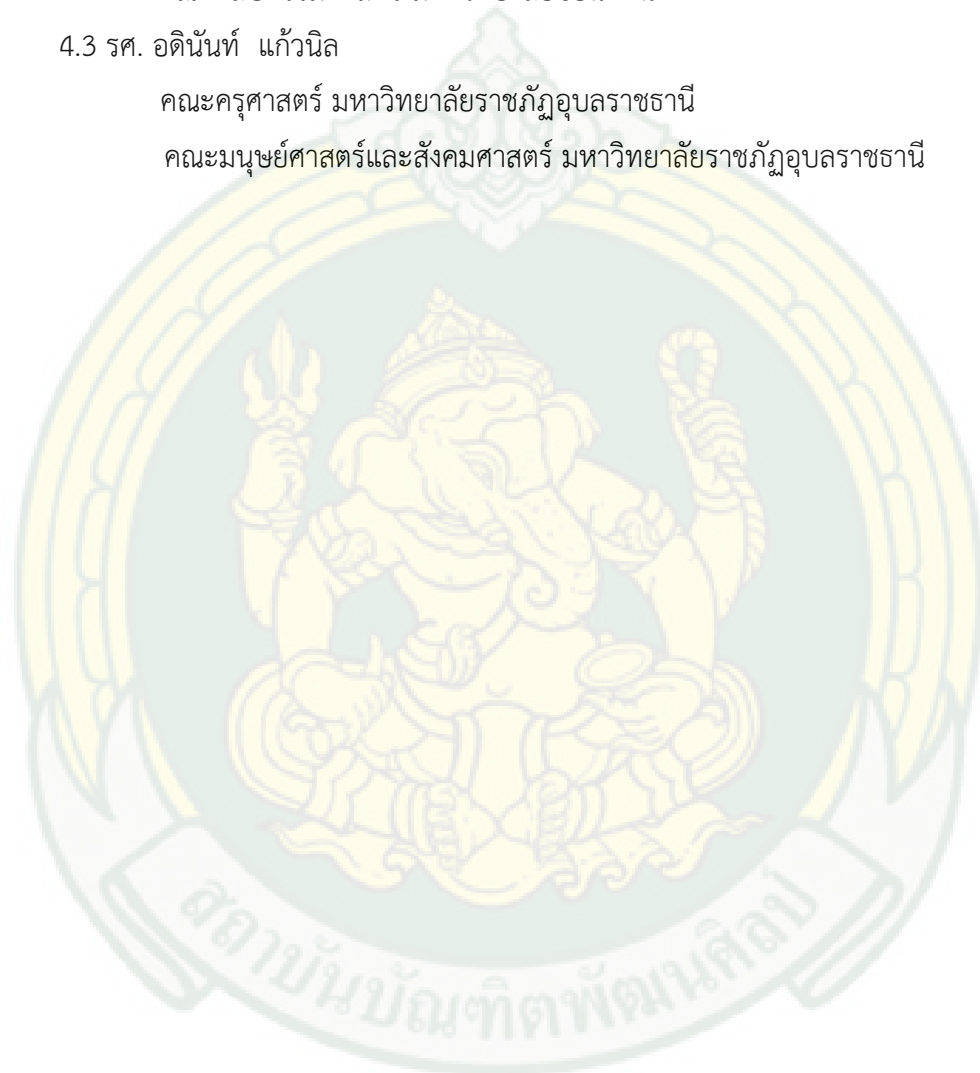 4.3 รศ. อดินันท์ แก้วนิล
คณะครุศาสตร์ มหาวิทยาลัยราชภัฏอุบลราชธานี
คณะมนุษย์ศาสตร์และสังคมศาสตร์ มหาวิทยาลัยราชภัฏอุบลราชธานี
สถาบันบัณฑิตพัฒนศิลป์